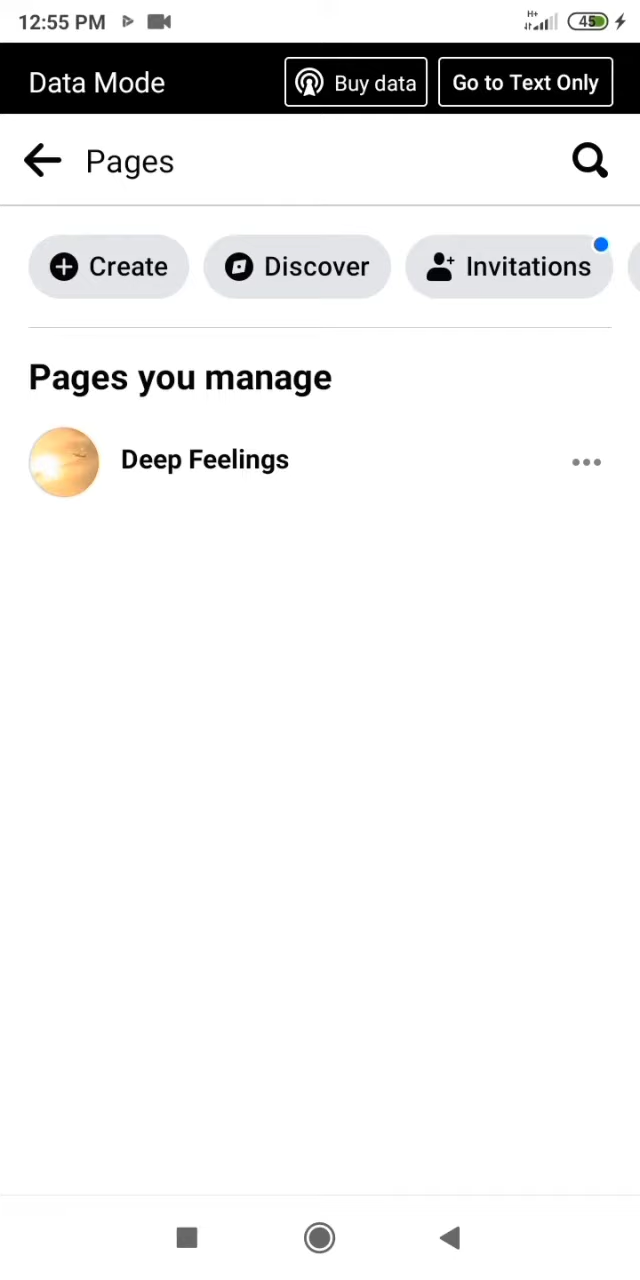 12:55 PM H+ 45
Data Mode Buy data Go to Text Only
Pages
Create Discover Invitations
Pages you manage
Deep Feelings